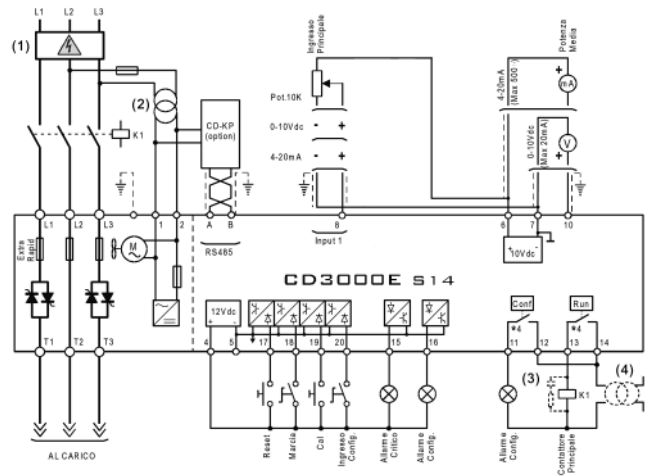 L1 L2 L3
(1)
(2)
K1
CD-KP
(option)
Ingresso
Principale
Pot.10K
0-10Vdc - +
4-20mA - +
4-20mA
(Max 500~)
Potenza
Media
+
mA
0-10Vdc
(Max 20mA)
+
V
L1 L2 L3 1 2 A B 8 6 7 10
RS485
Input 1
+ -
10Vdc
Extra
Rapid
M
CD3000E S14
12Vdc
+ -
Conf
*4
Run
*4
T1 T2 T3 4 5 17 18 19 20 15 16 11 12 13 14
AL CARICO
Reset
Marcia
Cal
Ingresso
Config.
Allarme
Critico
Allarme
Config.
Allarme
Config.
(3)
K1
Contattore
Principale
(4)